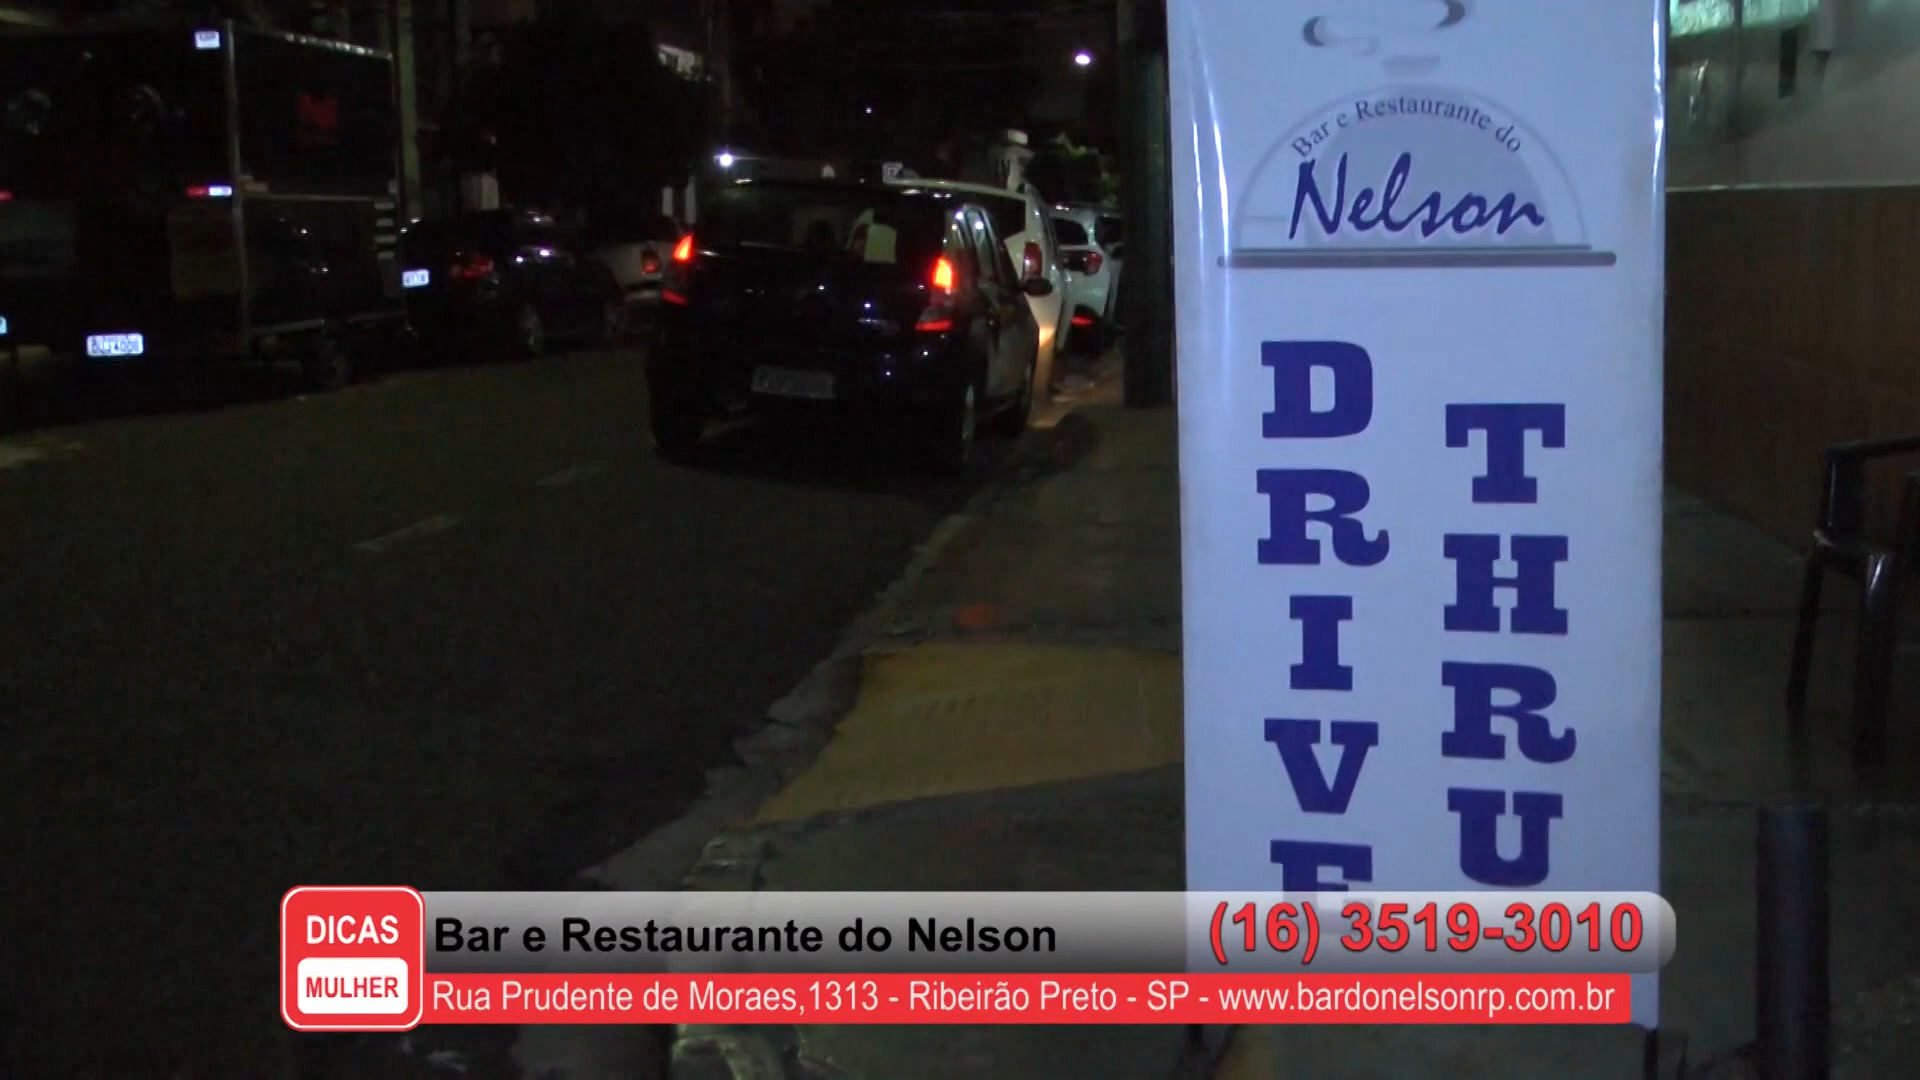 Bar e Restaurante do
Nelson
DRIVE
THRU
DICAS
MULHER
Bar e Restaurante do Nelson
(16) 3519-3010
Rua Prudente de Moraes,1313 - Ribeirão Preto - SP - www.bardonelsonrp.com.br